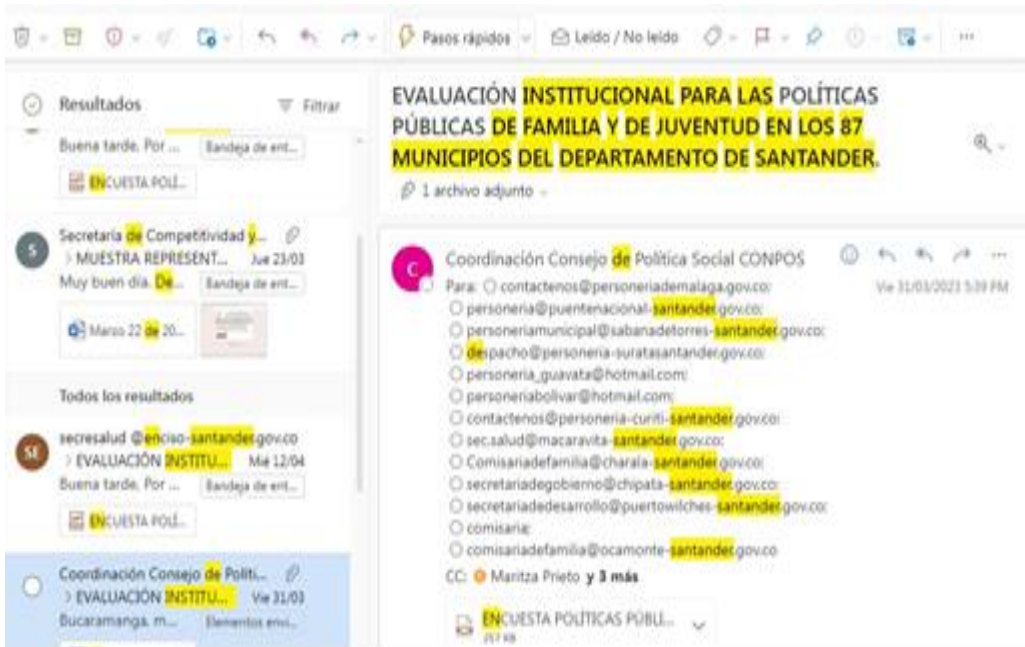 Pasos rápidos
Leído / No leído
Resultados
Filtrar
Buena tarde. Por ...
Bandeja de ent...
ENCUESTA POLÍ...
S
Secretaría de Competitividad y...
> MUESTRA REPRESENT...
Jue 23/03
Muy buen día. De...
Bandeja de ent...
Marzo 22 de 20...
Todos los resultados
SE
secresalud @enciso-santander.gov.co
> EVALUACIÓN INSTITU...
Mié 12/04
Buena tarde. Por ...
Bandeja de ent...
ENCUESTA POLÍ...
Coordinación Consejo de Políti...
> EVALUACIÓN INSTITU...
Vie 31/03
Bucaramanga, m...
Elementos envi...
EVALUACIÓN INSTITUCIONAL PARA LAS POLÍTICAS
PÚBLICAS DE FAMILIA Y DE JUVENTUD EN LOS 87
MUNICIPIOS DEL DEPARTAMENTO DE SANTANDER.
1 archivo adjunto
C
Coordinación Consejo de Política Social CONPOS
Para: contactenos@personeriademalaga.gov.co;
Vie 31/03/2023 5:39 PM
personeria@puentenacional-santander.gov.co;
personeriamunicipal@sabanadetorres-santander.gov.co;
despacho@personeria-suratasantander.gov.co;
personeria_guavata@hotmail.com;
personeriabolivar@hotmail.com;
contactenos@personeria-curiti-santander.gov.co;
sec.salud@macaravita-santander.gov.co;
Comisariadefamilia@charala-santander.gov.co;
secretariadegobierno@chipata-santander.gov.co;
secretariadedesarrollo@puertowilches-santander.gov.co;
comisaria;
comisariadefamilia@ocamonte-santander.gov.co
CC: Maritza Prieto y 3 más
ENCUESTA POLÍTICAS PÚBLI...
357 KB